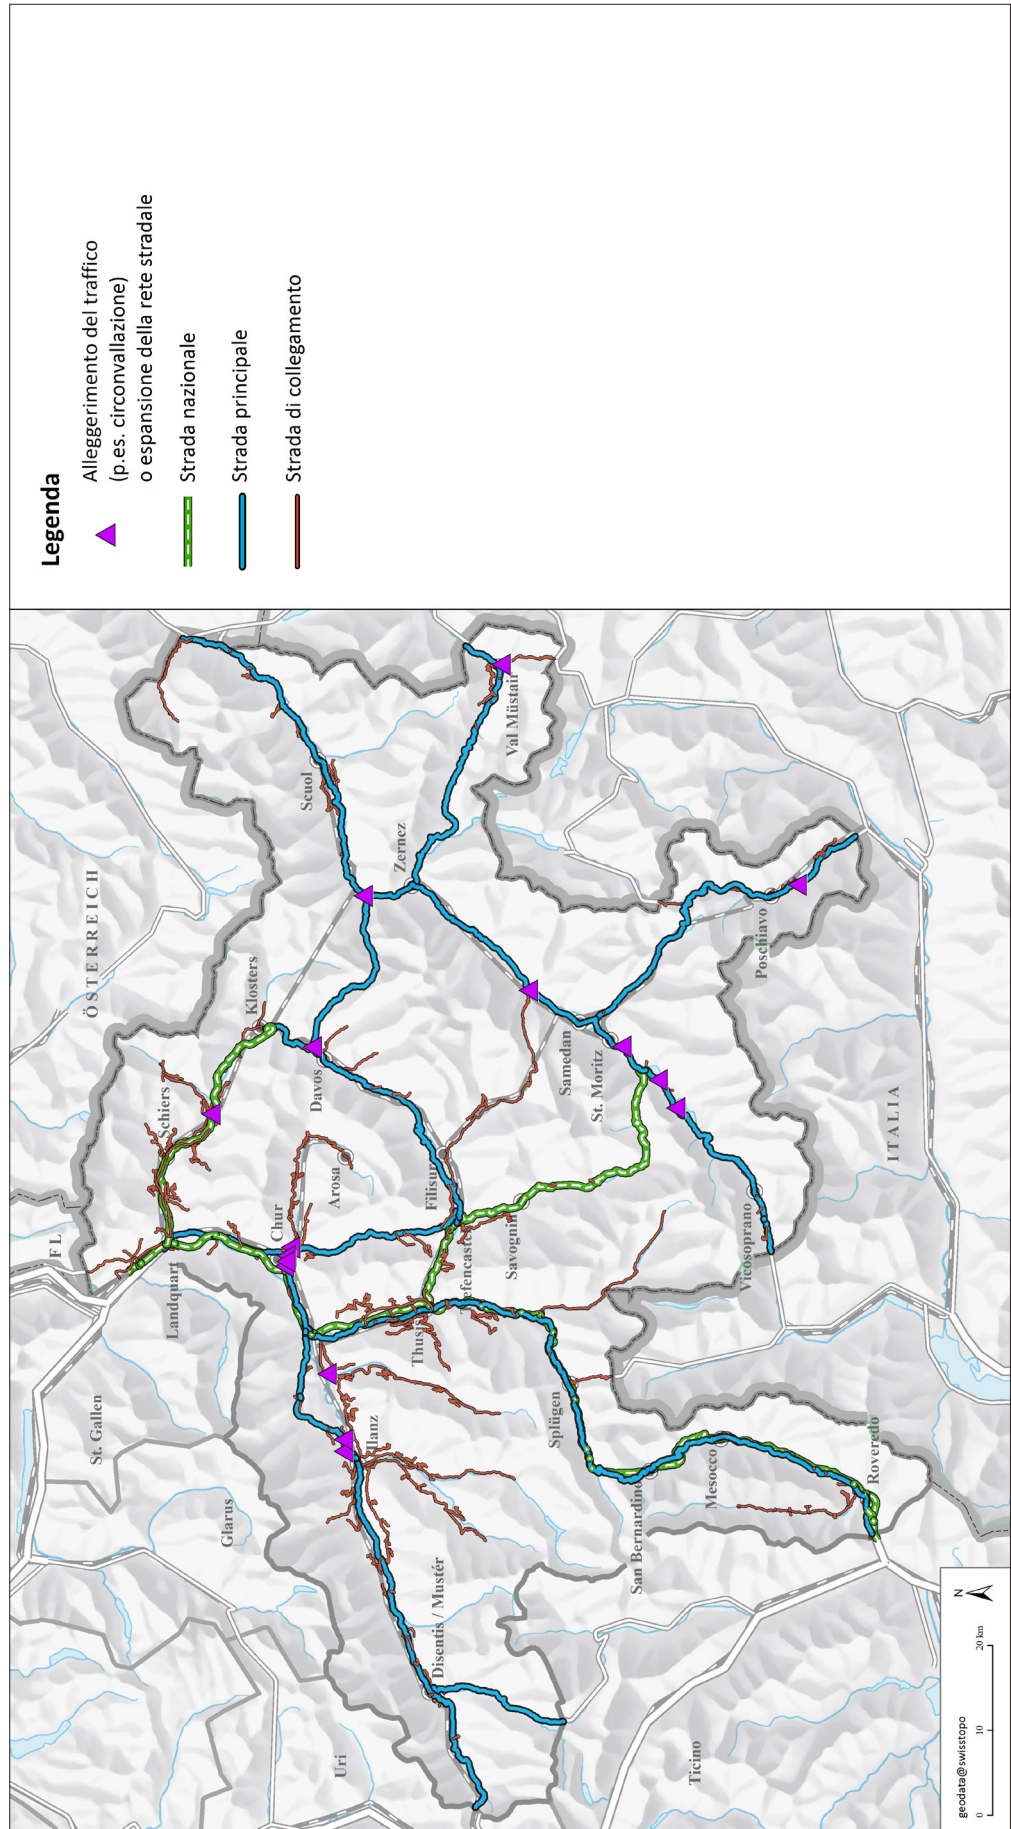 Legenda
Alleggerimento del traffico
(p.es. circonvallazione)
o espansione della rete stradale
Strada nazionale
Strada principale
Strada di collegamento
ÖSTERREICH
FL
St. Gallen
Glarus
Uri
Ticino
ITALIA
Landquart
Schiers
Klosters
Chur
Arosa
Davos
Scuol
Zernez
Val Müstair
Filisur
Tiefencastel
Savognin
Thusis
Ilanz
Disentis / Mustér
Splügen
San Bernardino
Mesocco
Roveredo
Samedan
St. Moritz
Poschiavo
Vicosoprano
geodata@swisstopo
0 10 20 km
N